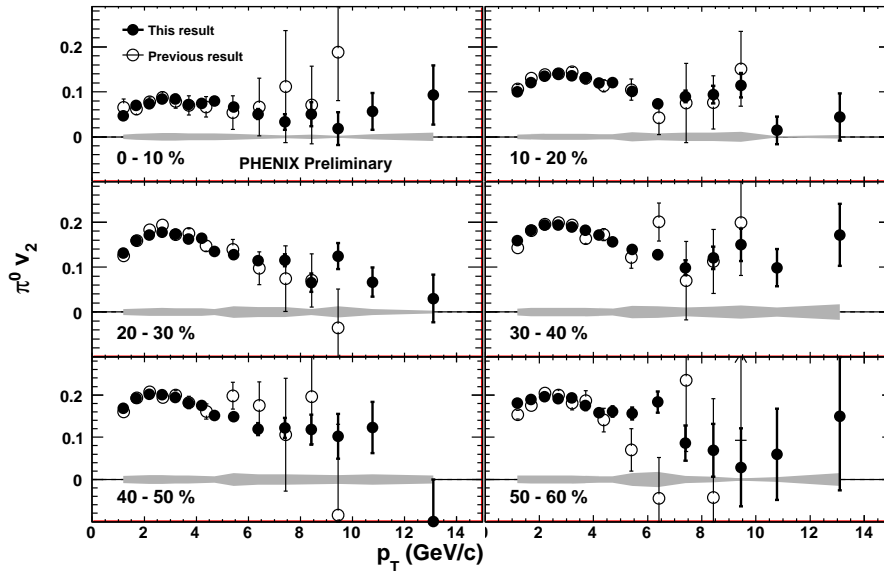 This result
Previous result
0.2
0.1
0
0 - 10 %
PHENIX Preliminary
10 - 20 %
π⁰ v₂
0.2
0.1
0
20 - 30 %
30 - 40 %
0.2
0.1
0
40 - 50 %
50 - 60 %
0 2 4 6 8 10 12 14 2 4 6 8 10 12 14
p_T (GeV/c)